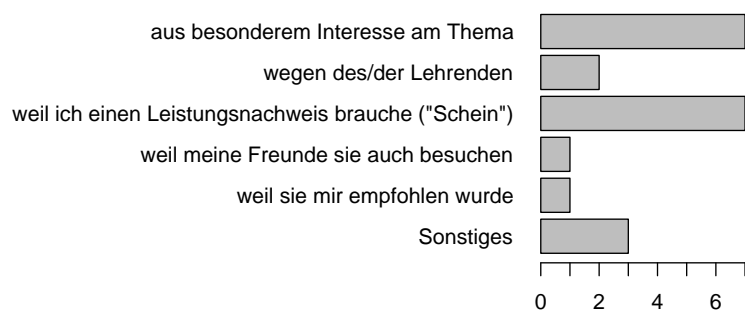 aus besonderem Interesse am Thema
wegen des/der Lehrenden
weil ich einen Leistungsnachweis brauche ("Schein")
weil meine Freunde sie auch besuchen
weil sie mir empfohlen wurde
Sonstiges
0 2 4 6